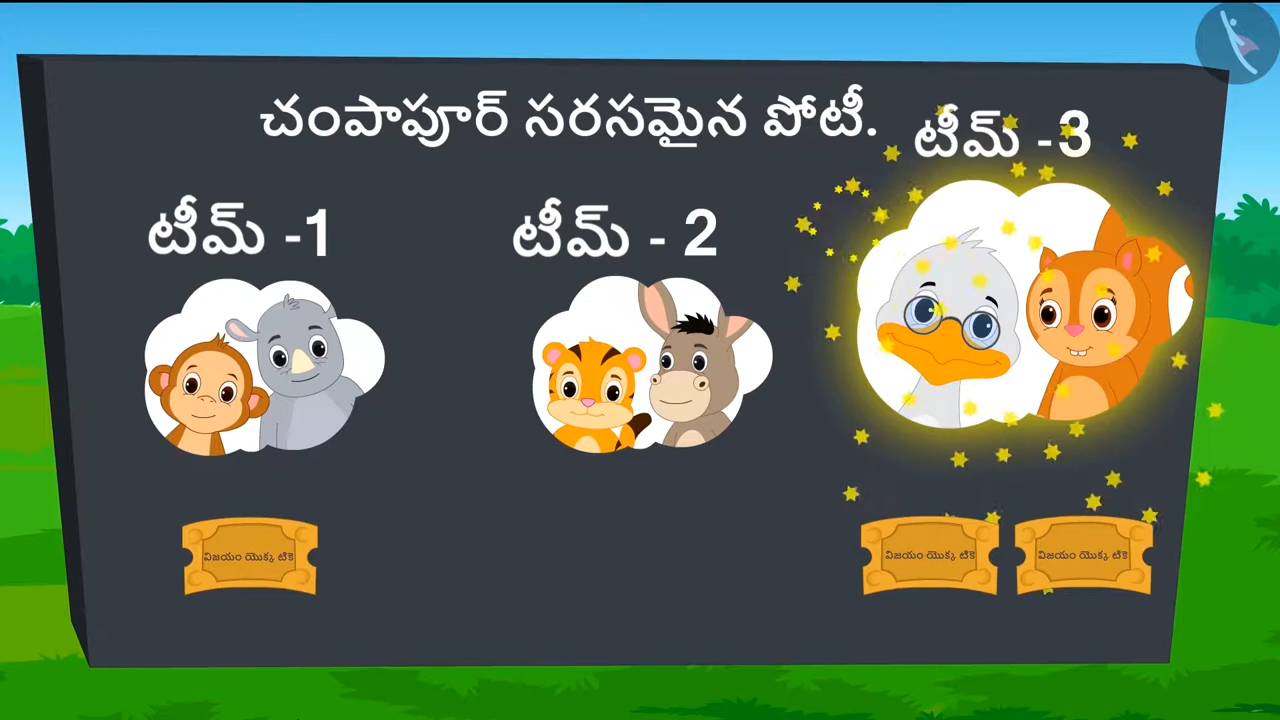 చంపాపూర్ సరసమైన పోటీ.
టీమ్ -3
టీమ్ -1
టీమ్ - 2
విజయం యొక్క టికె
విజయం యొక్క టికె
విజయం యొక్క టికె